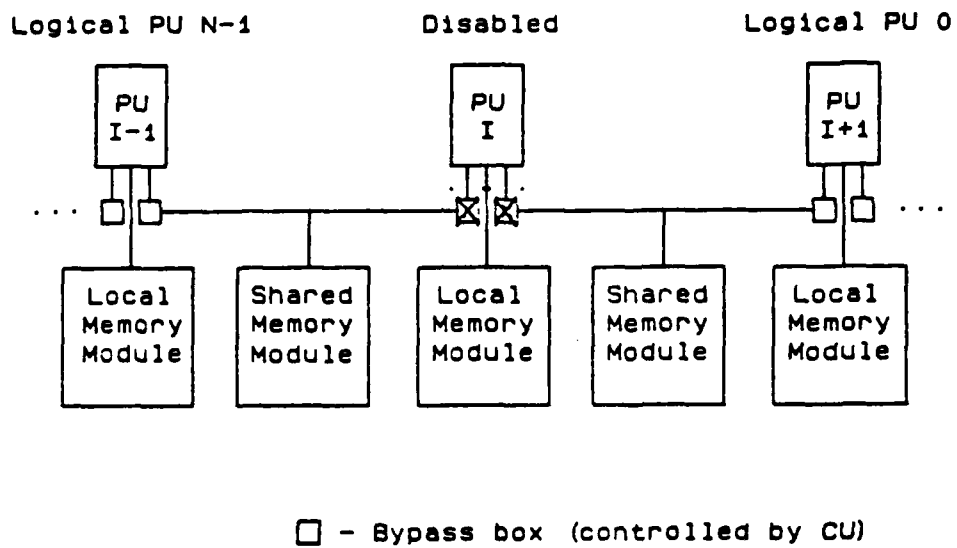 Logical PU N-1
Disabled
Logical PU 0
PU
I-1
PU
I
PU
I+1
. . .
. . .
Local
Memory
Module
Shared
Memory
Module
Local
Memory
Module
Shared
Memory
Module
Local
Memory
Module
- Bypass box (controlled by CU)